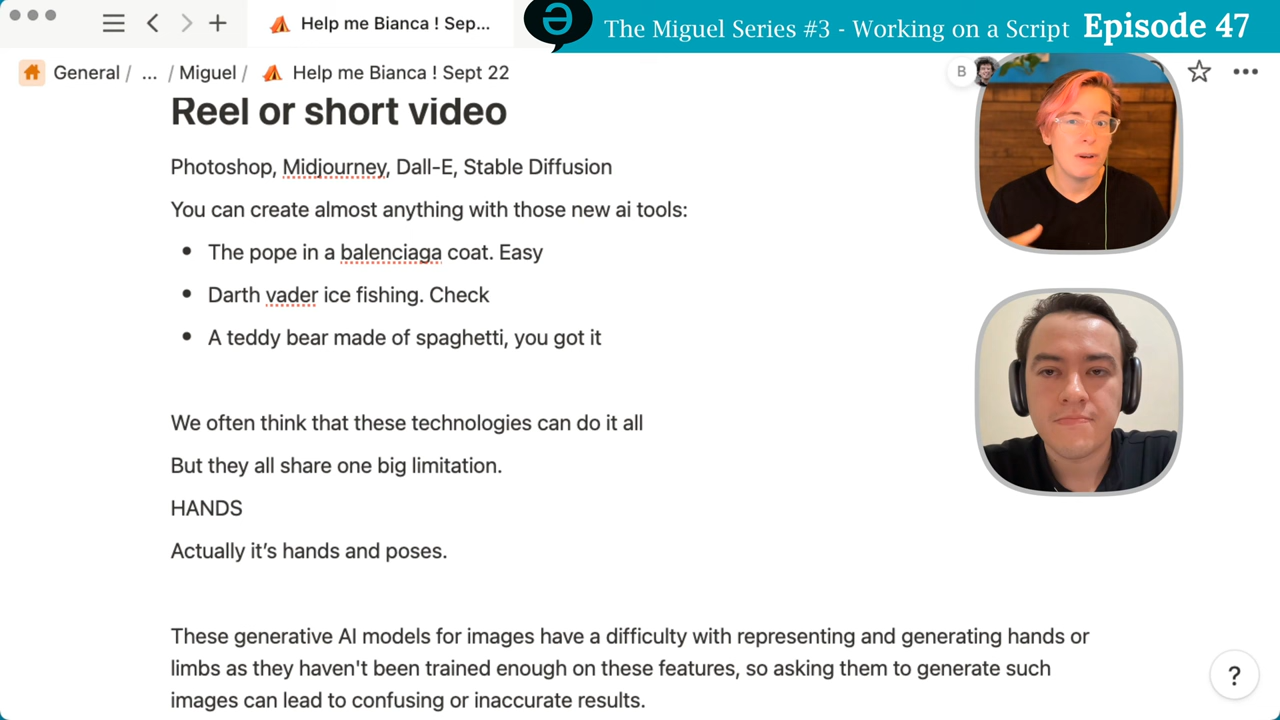 Help me Bianca ! Sep...
ə
The Miguel Series #3 - Working on a Script Episode 47
General / ... / Miguel / Help me Bianca ! Sept 22
B
Reel or short video
Photoshop, Midjourney, Dall-E, Stable Diffusion
You can create almost anything with those new ai tools:
• The pope in a balenciaga coat. Easy
• Darth vader ice fishing. Check
• A teddy bear made of spaghetti, you got it
We often think that these technologies can do it all
But they all share one big limitation.
HANDS
Actually it’s hands and poses.
These generative AI models for images have a difficulty with representing and generating hands or
limbs as they haven't been trained enough on these features, so asking them to generate such
images can lead to confusing or inaccurate results.
?